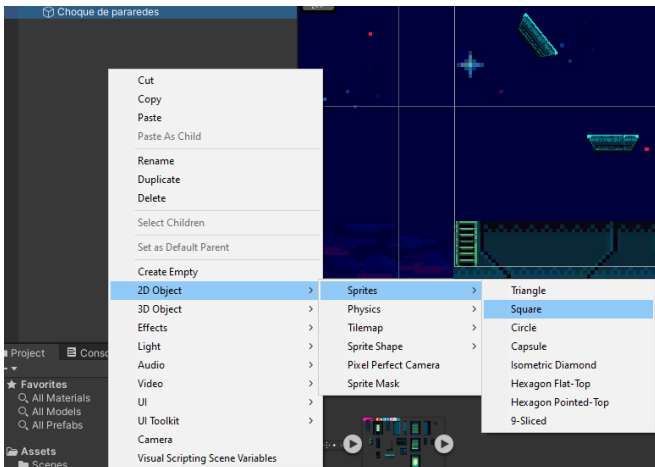 Choque de pararedes
Cut
Copy
Paste
Paste As Child
Rename
Duplicate
Delete
Select Children
Set as Default Parent
Create Empty
2D Object
3D Object
Effects
Light
Audio
Video
UI
UI Toolkit
Camera
Visual Scripting Scene Variables
Sprites
Physics
Tilemap
Sprite Shape
Pixel Perfect Camera
Sprite Mask
Triangle
Square
Circle
Capsule
Isometric Diamond
Hexagon Flat-Top
Hexagon Pointed-Top
9-Sliced
Project
Favorites
All Materials
All Models
All Prefabs
Assets
Scenes